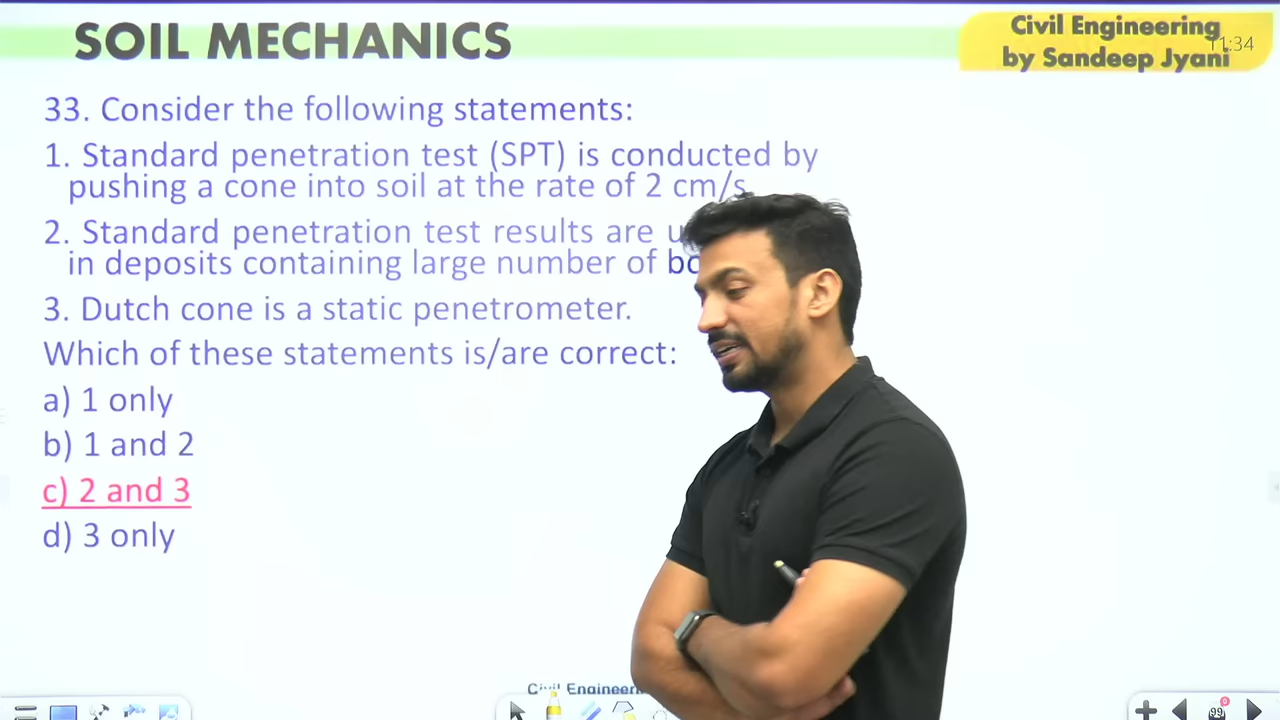 SOIL MECHANICS
Civil Engineering
by Sandeep Jyani
11:34
33. Consider the following statements:
1. Standard penetration test (SPT) is conducted by
pushing a cone into soil at the rate of 2 cm/s
2. Standard penetration test results are
in deposits containing large number of
3. Dutch cone is a static penetrometer.
Which of these statements is/are correct:
a) 1 only
b) 1 and 2
c) 2 and 3
d) 3 only
Civil
99